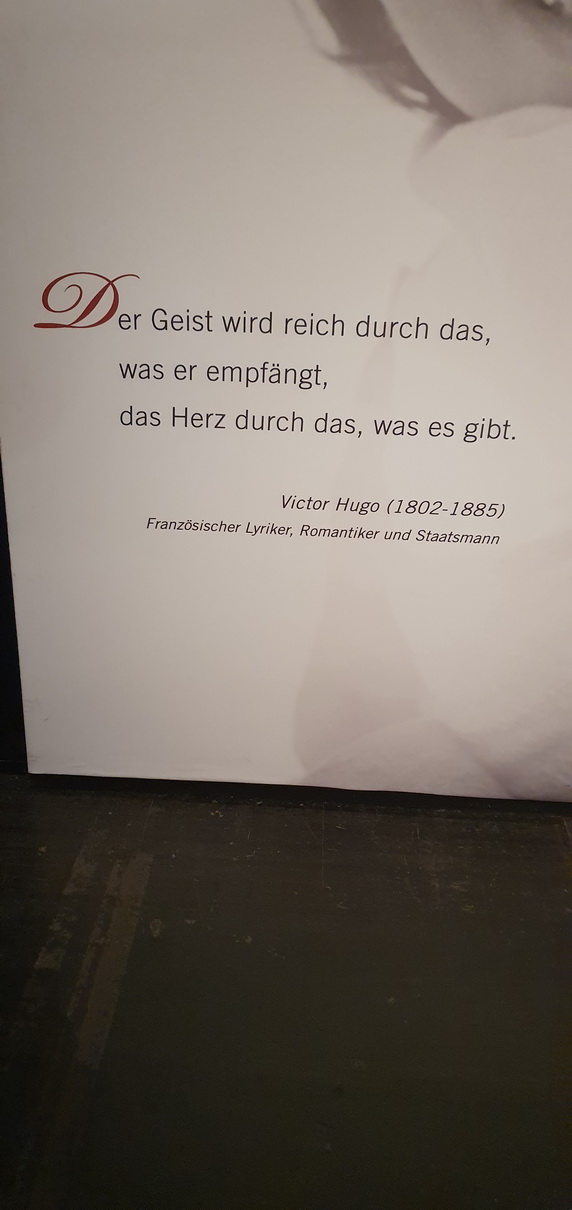 Der Geist wird reich durch das,
was er empfängt,
das Herz durch das, was es gibt.
Victor Hugo (1802-1885)
Französischer Lyriker, Romantiker und Staatsmann